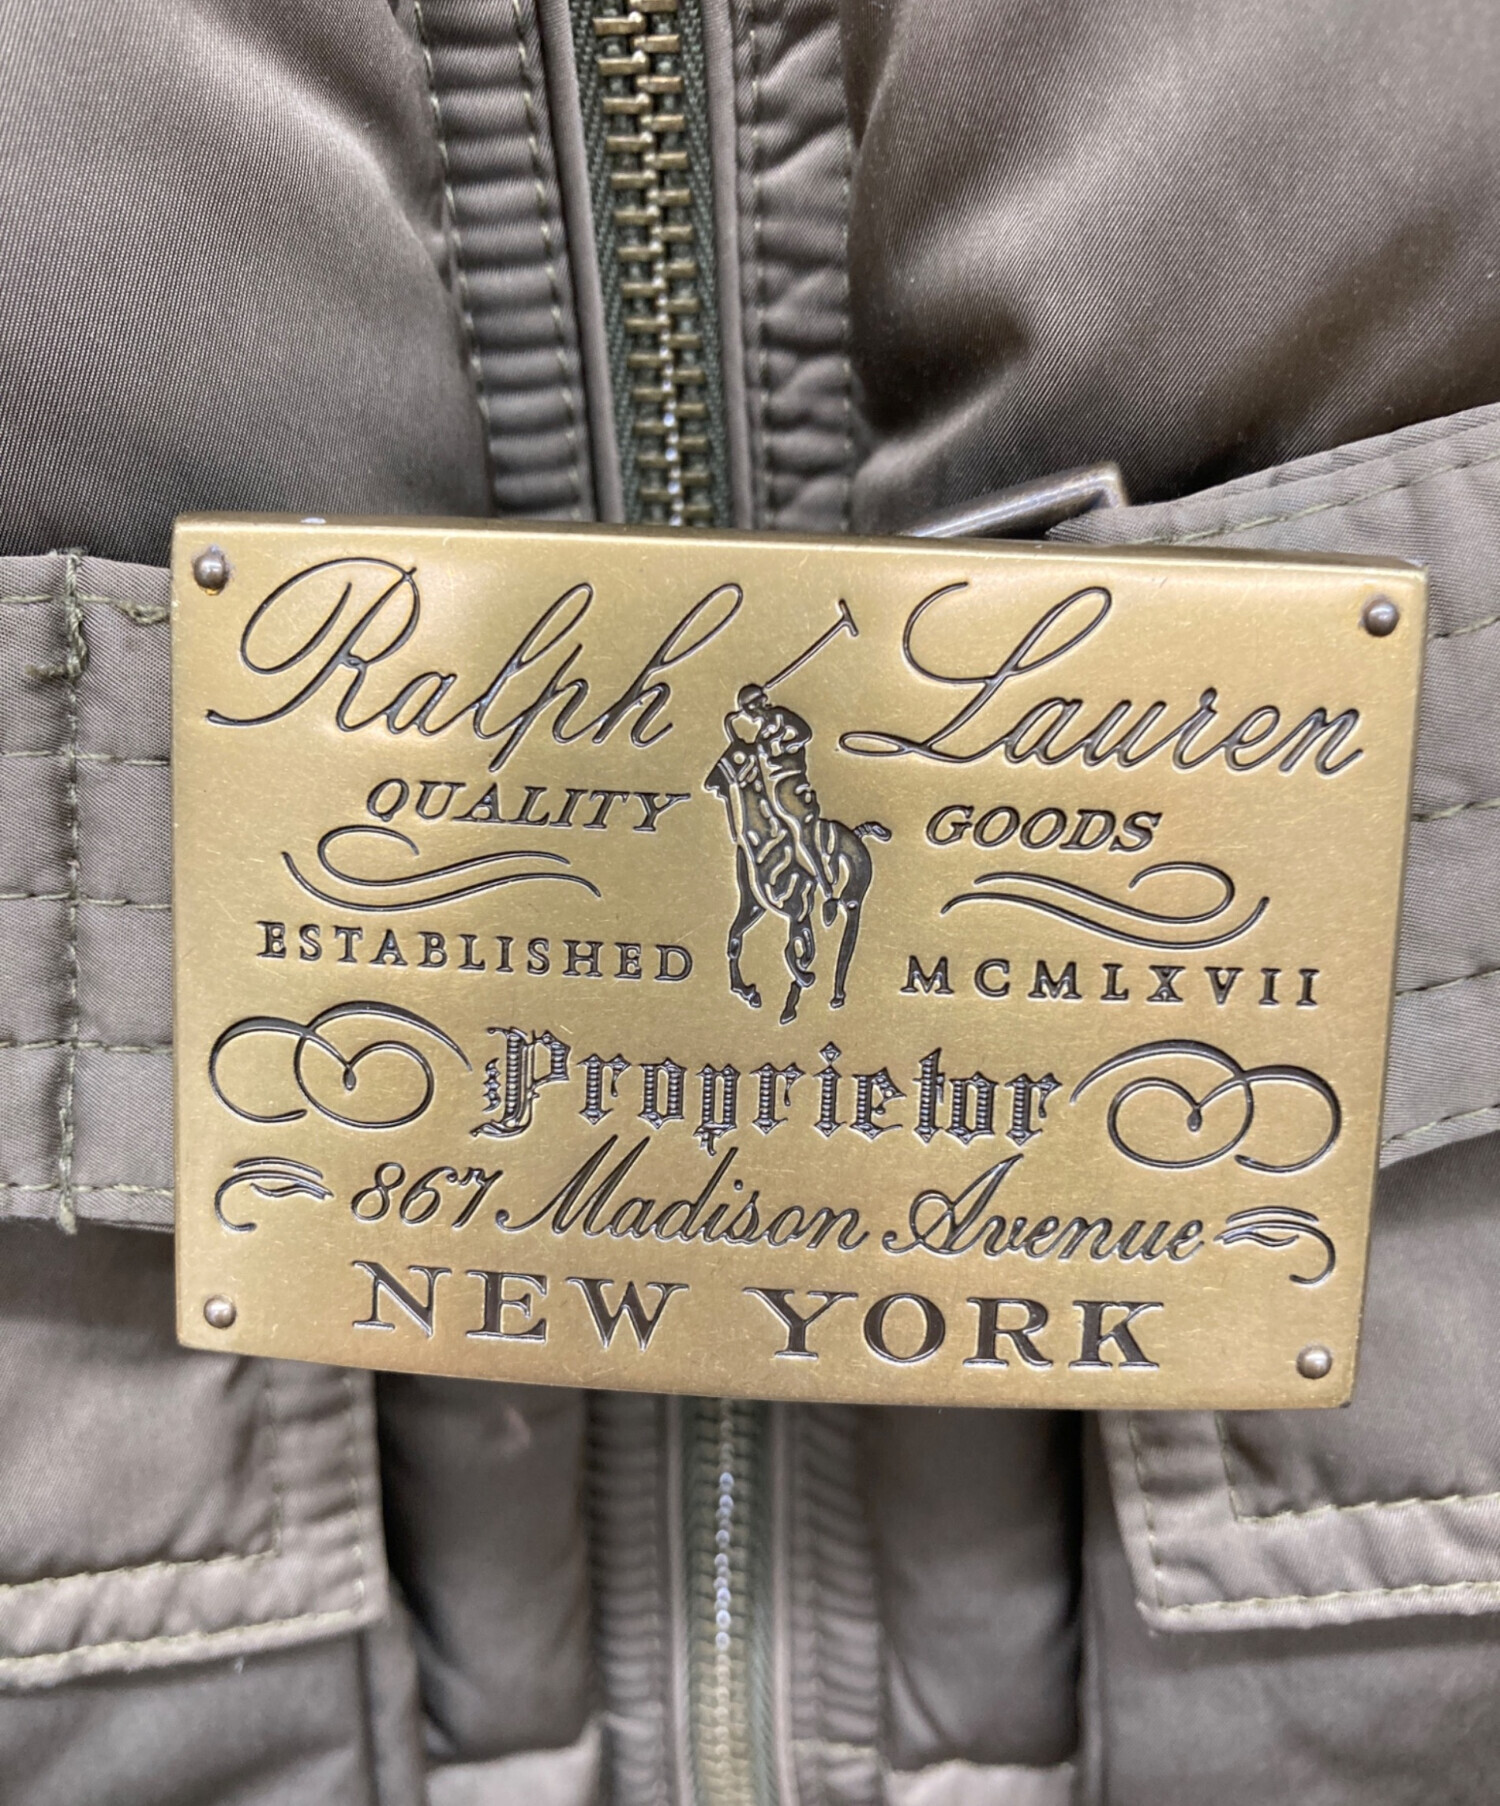 Ralph Lauren
QUALITY GOODS
ESTABLISHED MCMLXVII
Proprietor
867 Madison Avenue
NEW YORK